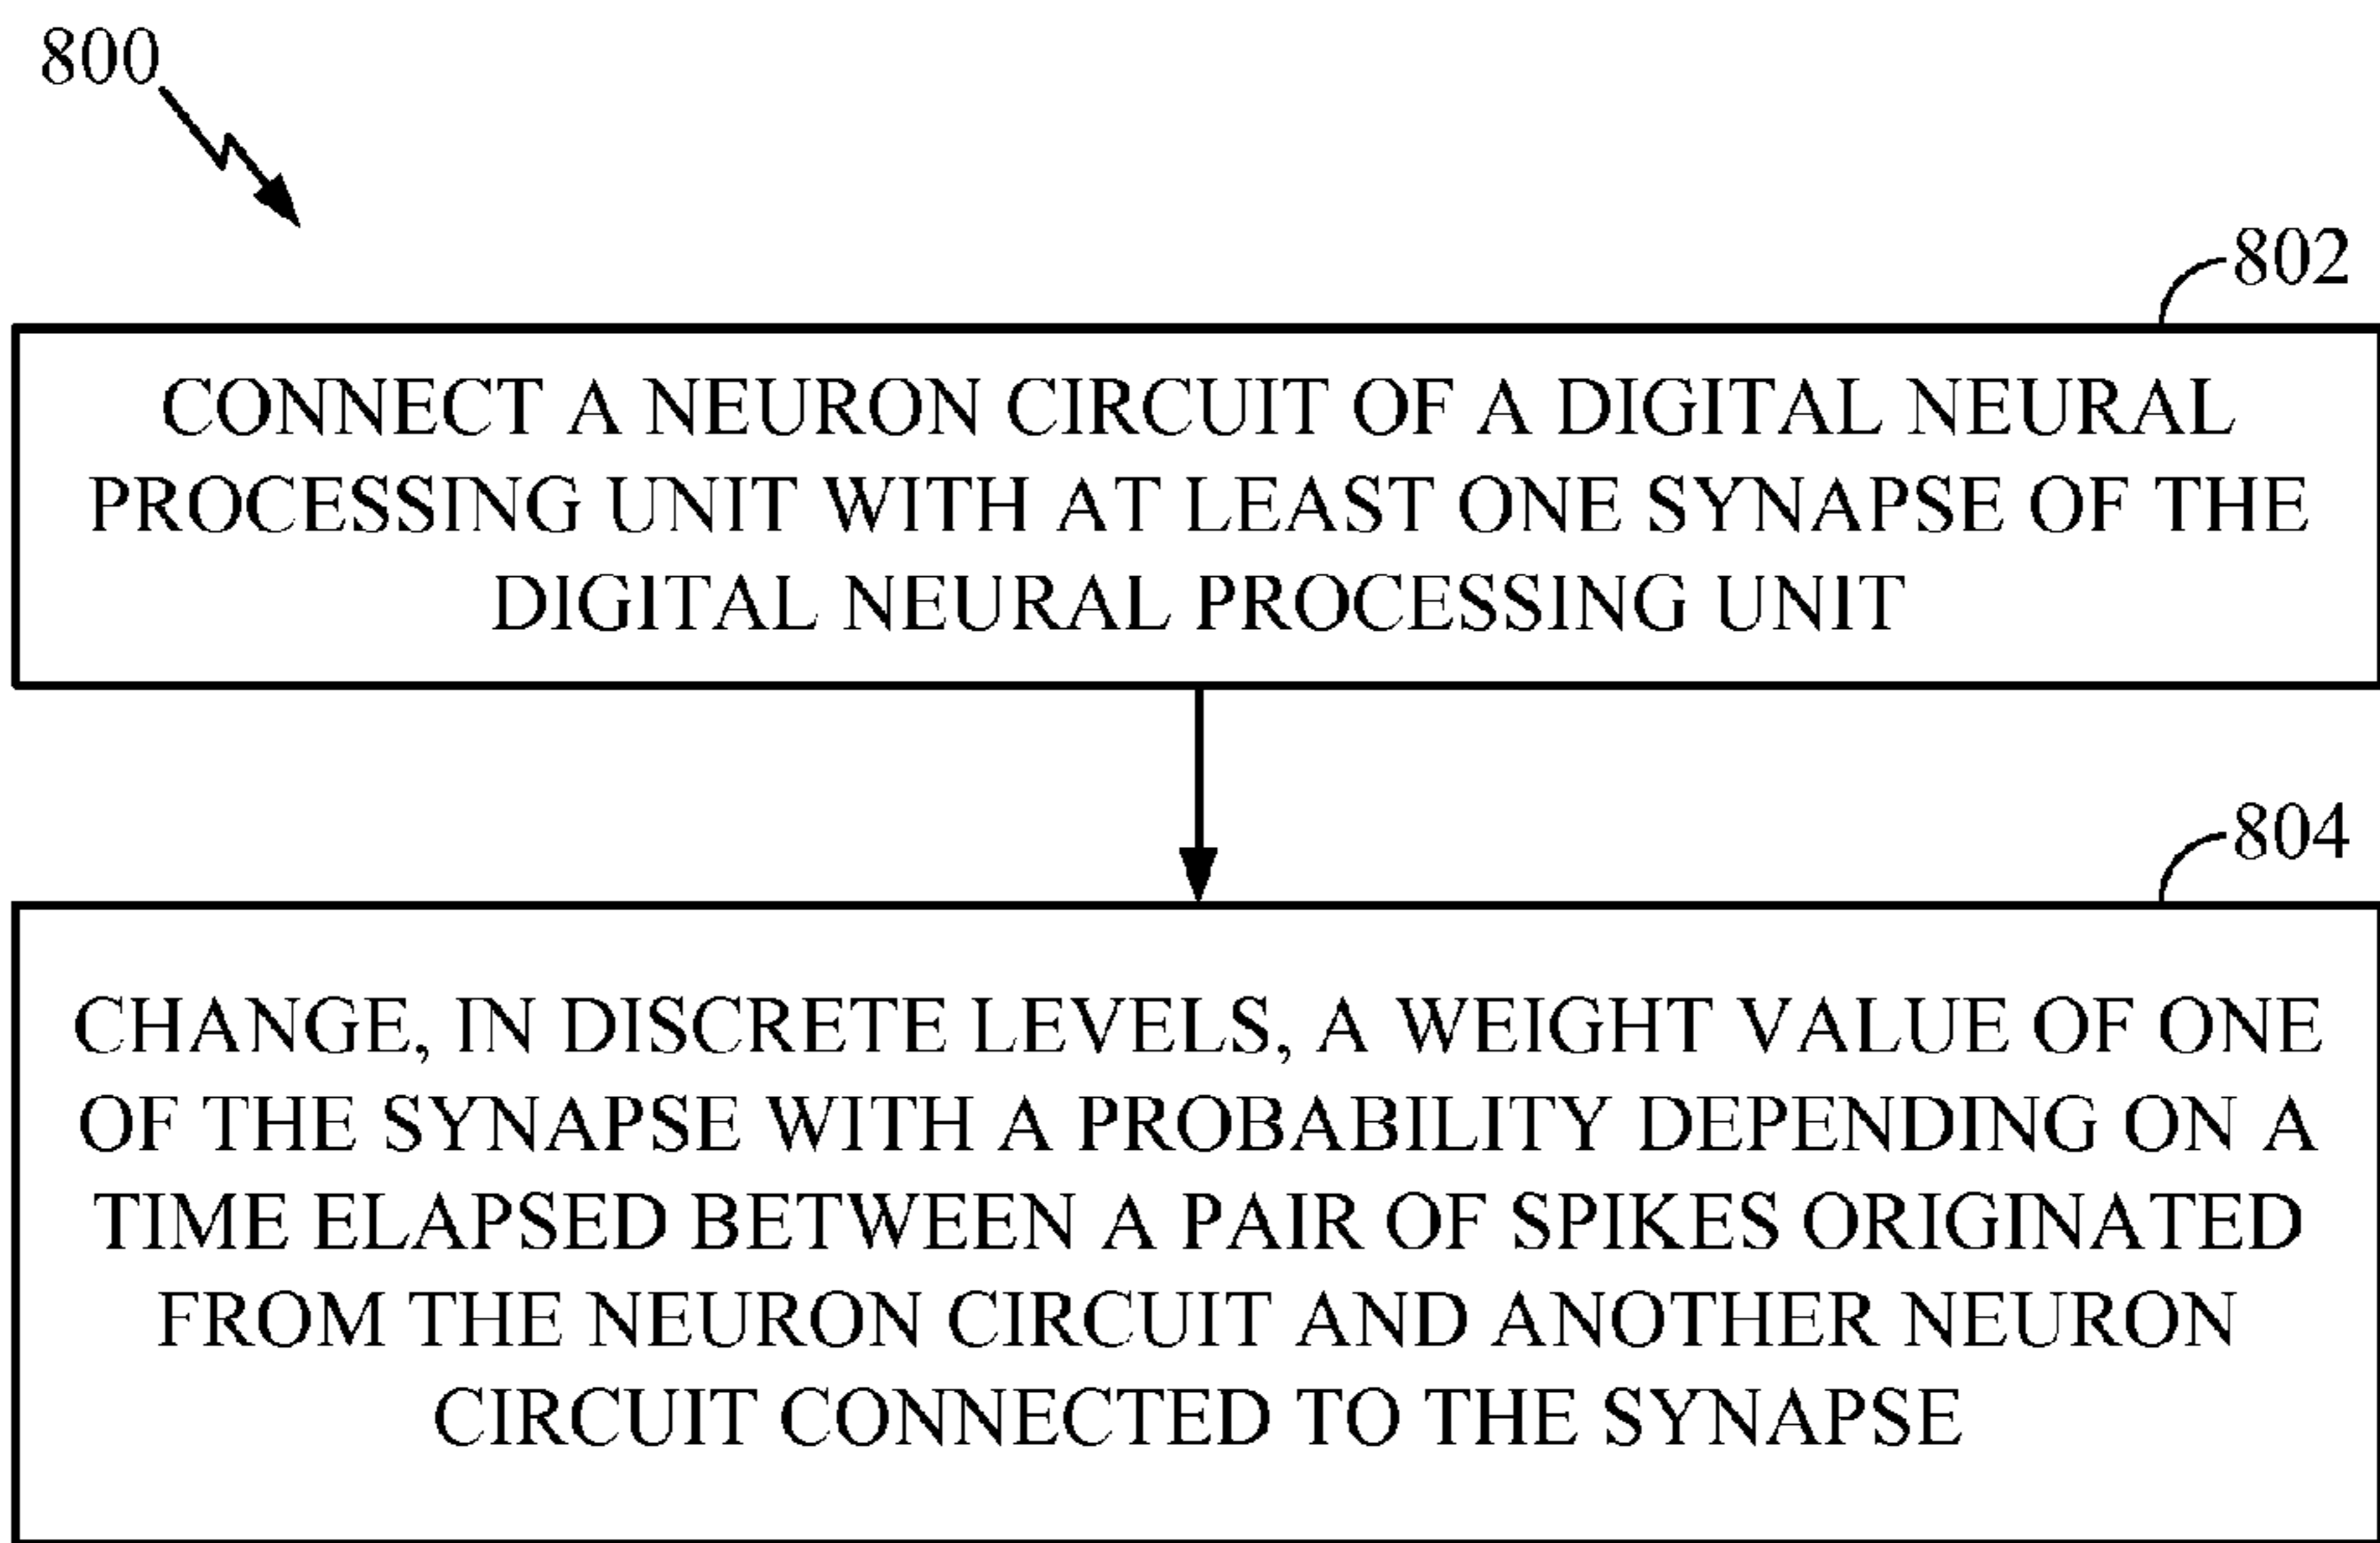 800
802
CONNECT A NEURON CIRCUIT OF A DIGITAL NEURAL
PROCESSING UNIT WITH AT LEAST ONE SYNAPSE OF THE
DIGITAL NEURAL PROCESSING UNIT
804
CHANGE, IN DISCRETE LEVELS, A WEIGHT VALUE OF ONE
OF THE SYNAPSE WITH A PROBABILITY DEPENDING ON A
TIME ELAPSED BETWEEN A PAIR OF SPIKES ORIGINATED
FROM THE NEURON CIRCUIT AND ANOTHER NEURON
CIRCUIT CONNECTED TO THE SYNAPSE